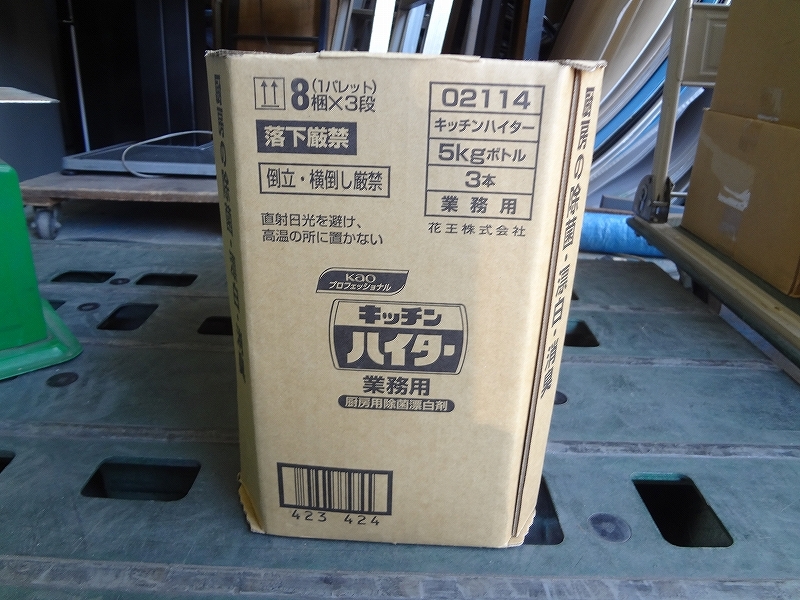 (1パレット)
8梱×3段
落下厳禁
倒立・横倒し厳禁
直射日光を避け、
高温の所に置かない
02114
キッチンハイター
5kgボトル
3本
業務用
花王株式会社
Kao
プロフェッショナル
キッチン
ハイター
業務用
厨房用除菌漂白剤
423 424